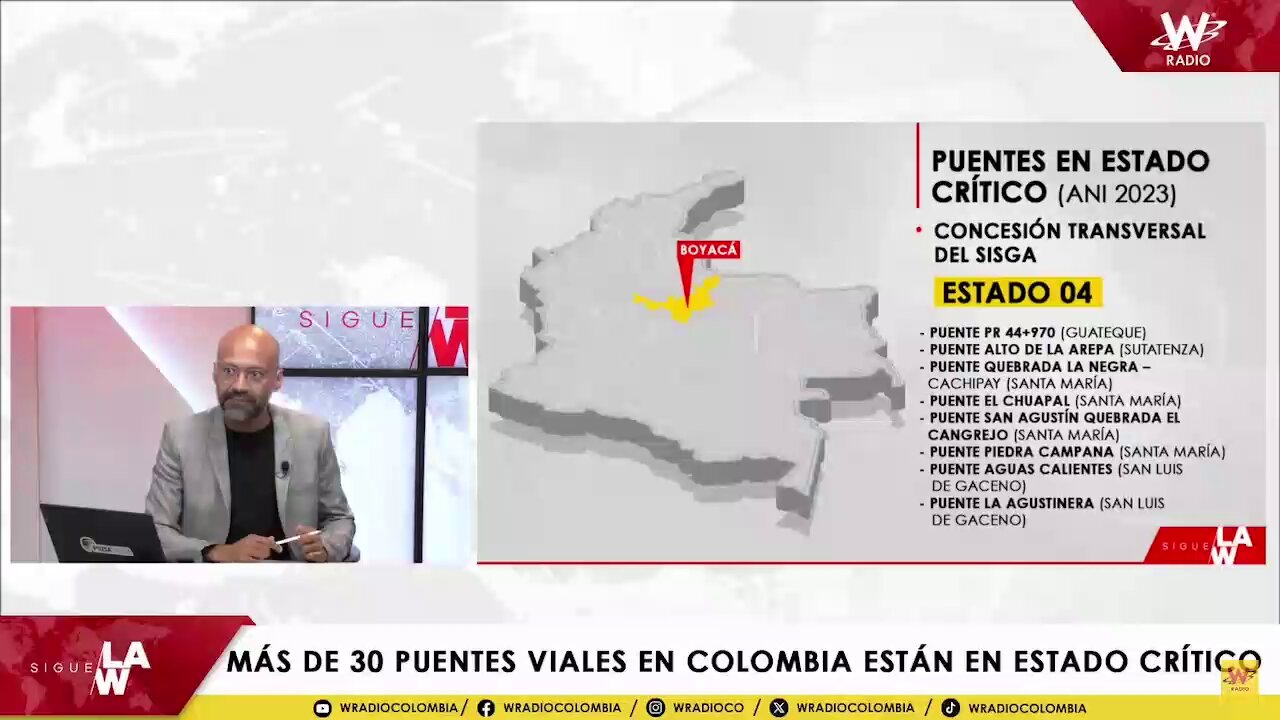 W
RADIO
PUENTES EN ESTADO
CRÍTICO (ANI 2023)
• CONCESIÓN TRANSVERSAL
DEL SISGA
ESTADO 04
- PUENTE PR 44+970 (GUATEQUE)
- PUENTE ALTO DE LA AREPA (SUTATENZA)
- PUENTE QUEBRADA LA NEGRA –
CACHIPAY (SANTA MARÍA)
- PUENTE EL CHUAPAL (SANTA MARÍA)
- PUENTE SAN AGUSTÍN QUEBRADA EL
CANGREJO (SANTA MARÍA)
- PUENTE PIEDRA CAMPANA (SANTA MARÍA)
- PUENTE AGUAS CALIENTES (SAN LUIS
DE GACENO)
- PUENTE LA AGUSTINERA (SAN LUIS
DE GACENO)
BOYACÁ
SIGUE LA W
SIGUE
W
SIGUE LA W
MÁS DE 30 PUENTES VIALES EN COLOMBIA ESTÁN EN ESTADO CRÍTICO
W
RADIO
WRADIOCOLOMBIA / WRADIOCOLOMBIA / WRADIOCO / WRADIOCOLOMBIA / WRADIOCOLOMBIA